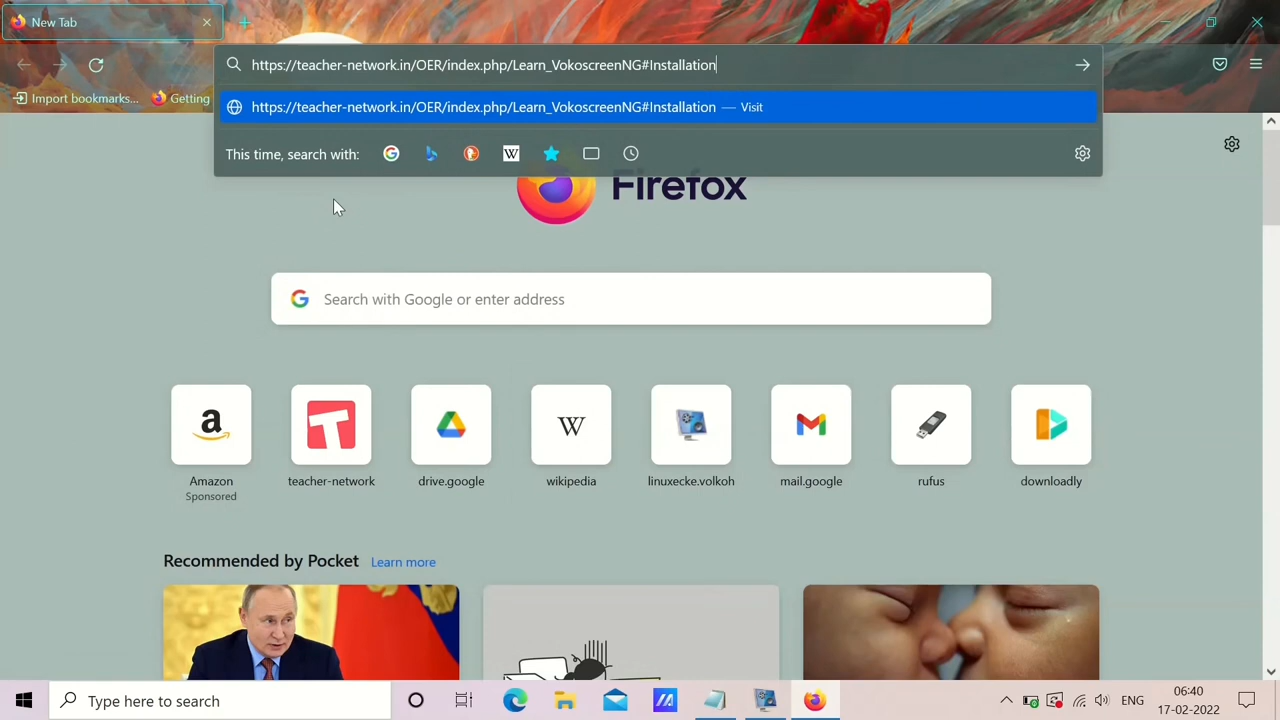 New Tab
https://teacher-network.in/OER/index.php/Learn_VokoscreenNG#Installation
https://teacher-network.in/OER/index.php/Learn_VokoscreenNG#Installation — Visit
Import bookmarks... Getting
This time, search with: W
Firefox
Search with Google or enter address
a T W
Amazon teacher-network drive.google wikipedia linuxecke.volkoh mail.google rufus downloadly
Sponsored
Recommended by Pocket Learn more
Type here to search ENG 06:40
17-02-2022